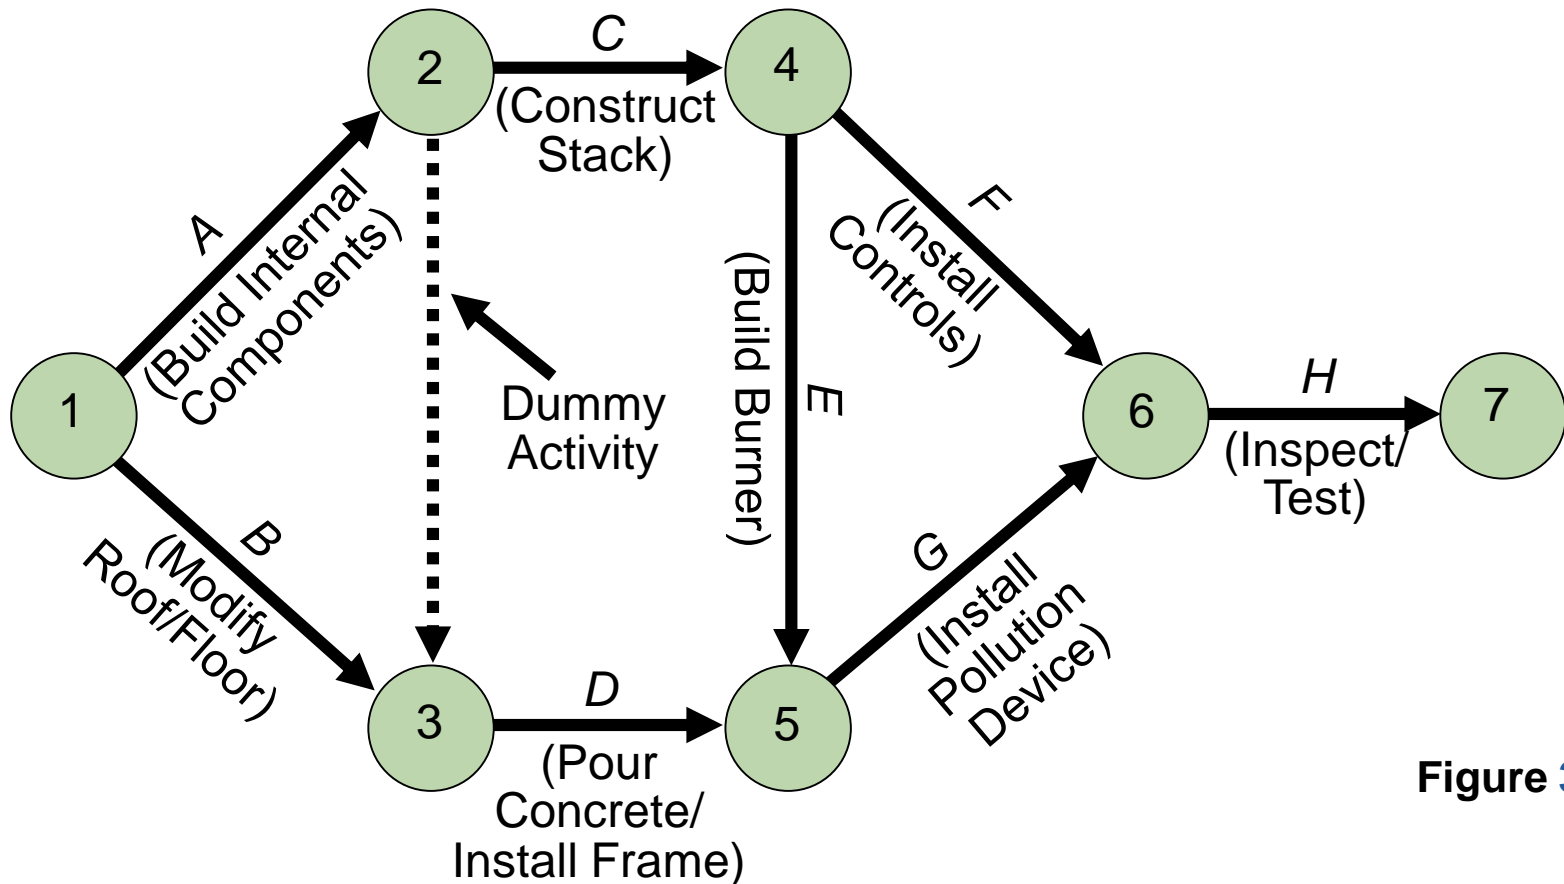 2
C
4
(Construct
Stack)
A
(Build Internal
Components)
F
(Install
Controls)
1
Dummy
Activity
(Build Burner)
E
6
H
(Inspect/
Test)
7
B
(Modify
Roof/Floor)
G
(Install
Pollution
Device)
3
D
(Pour
Concrete/
Install Frame)
5
Figure